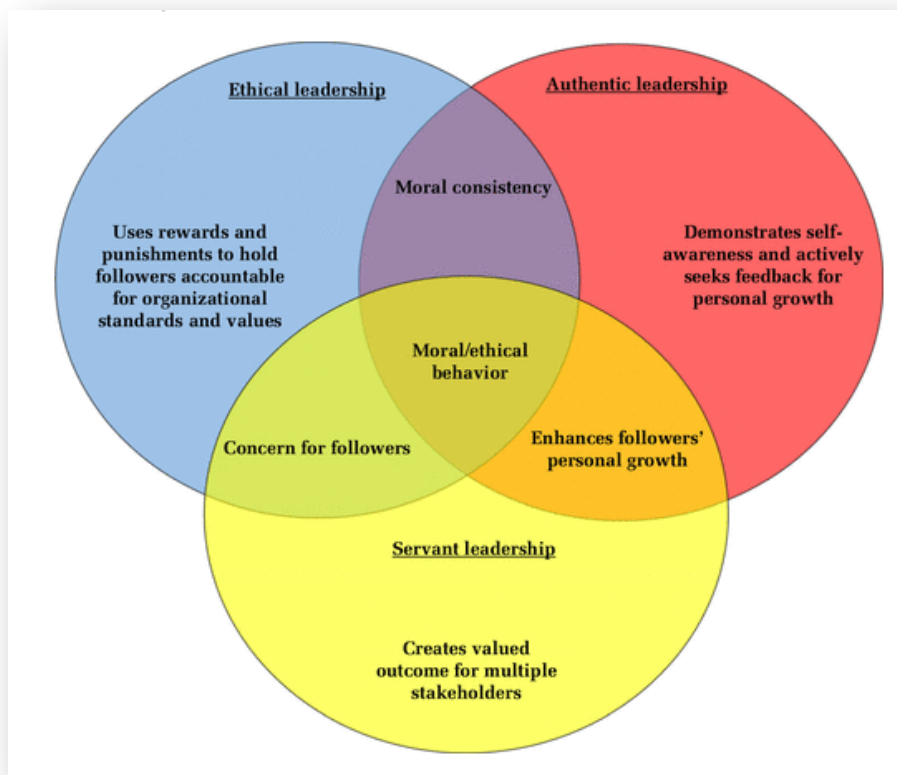 Ethical leadership
Authentic leadership
Moral consistency
Uses rewards and
punishments to hold
followers accountable
for organizational
standards and values
Demonstrates self-
awareness and actively
seeks feedback for
personal growth
Moral/ethical
behavior
Concern for followers
Enhances followers’
personal growth
Servant leadership
Creates valued
outcome for multiple
stakeholders